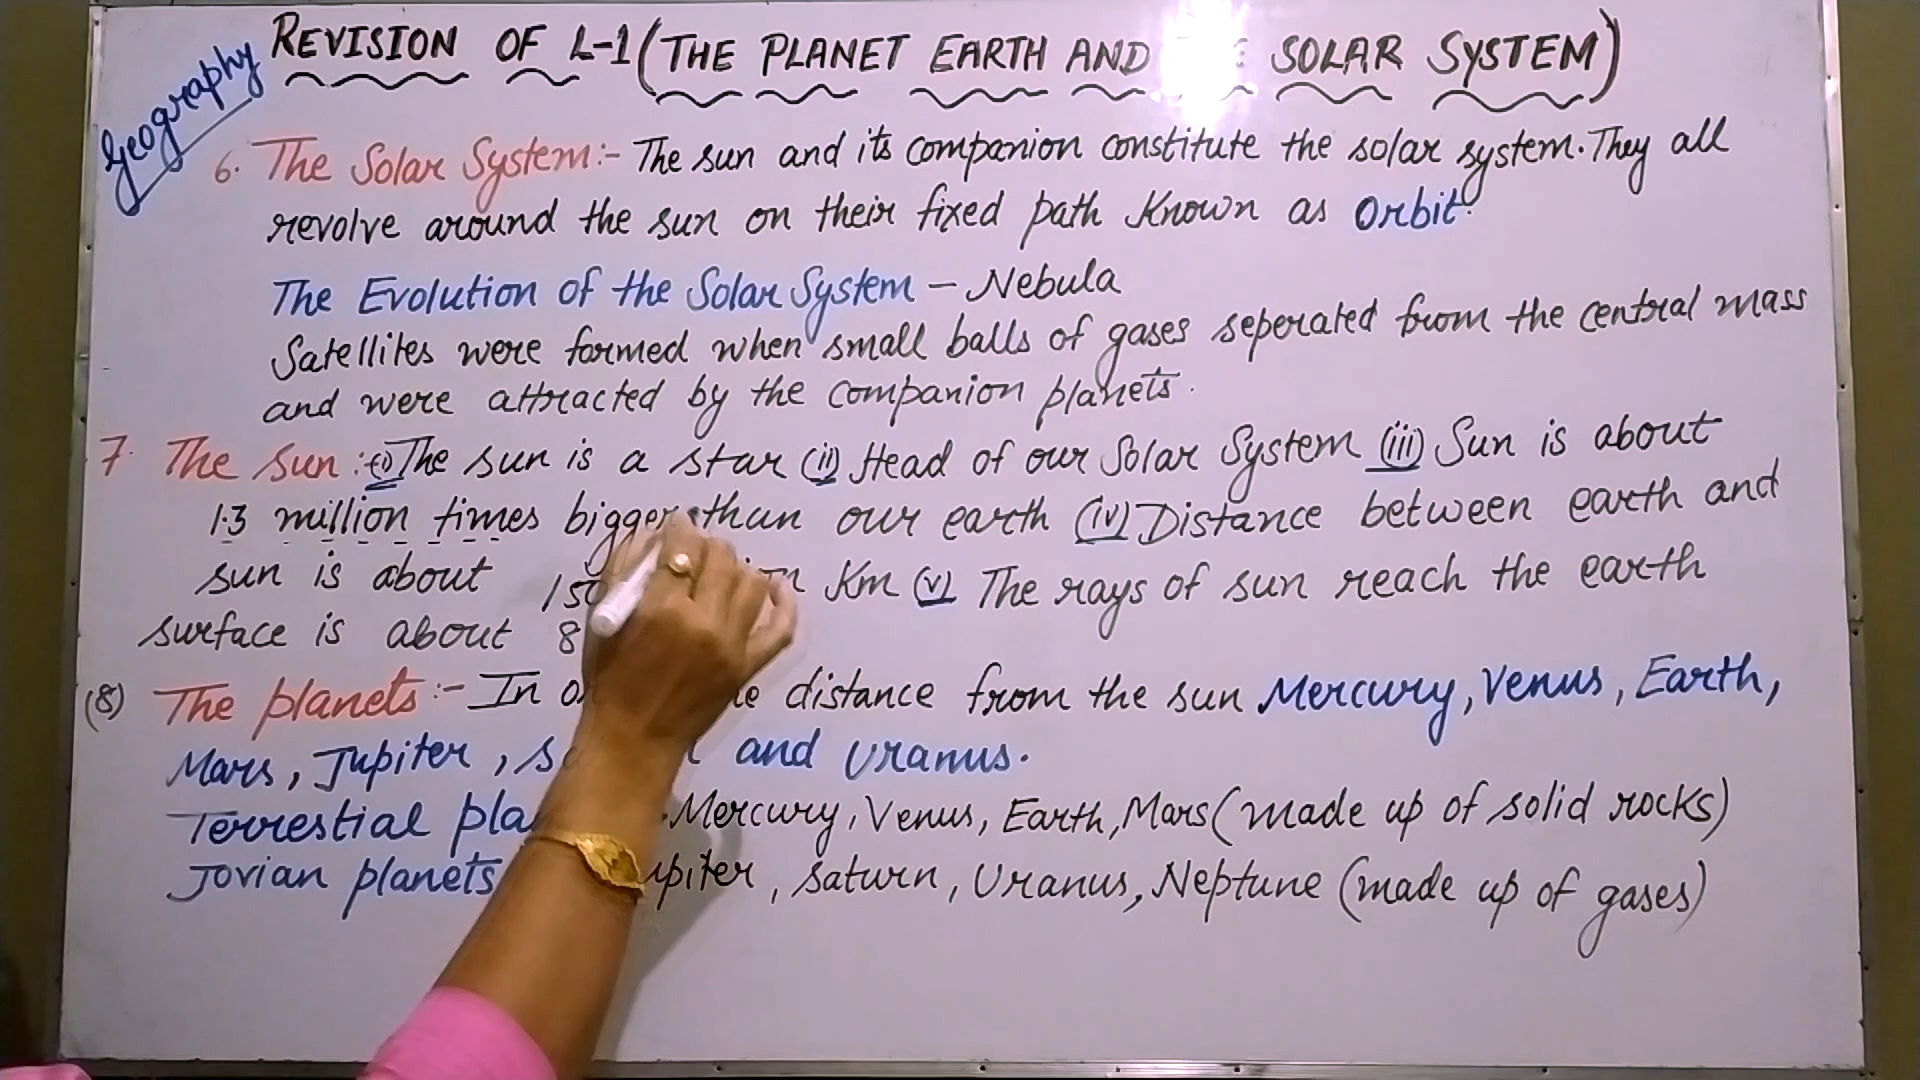 Geography
REVISION OF L-1 (THE PLANET EARTH AND SOLAR SYSTEM)
6. The Solar System:- The sun and its companion constitute the solar system. They all
revolve around the sun on their fixed path known as orbit.
The Evolution of the Solar System - Nebula
Satellites were formed when small balls of gases seperated from the central mass
and were attracted by the companion planets.
7. The Sun :- (i) The sun is a star (ii) Head of our Solar System (iii) Sun is about
1.3 million times bigger than our earth (iv) Distance between earth and
sun is about Km (v) The rays of sun reach the earth
surface is about 8
(8) The planets:- In distance from the sun Mercury, Venus, Earth,
Mars, Jupiter, and Uranus.
Terrestial Mercury, Venus, Earth, Mars (made up of solid rocks)
Jovian planets Saturn, Uranus, Neptune (made up of gases)